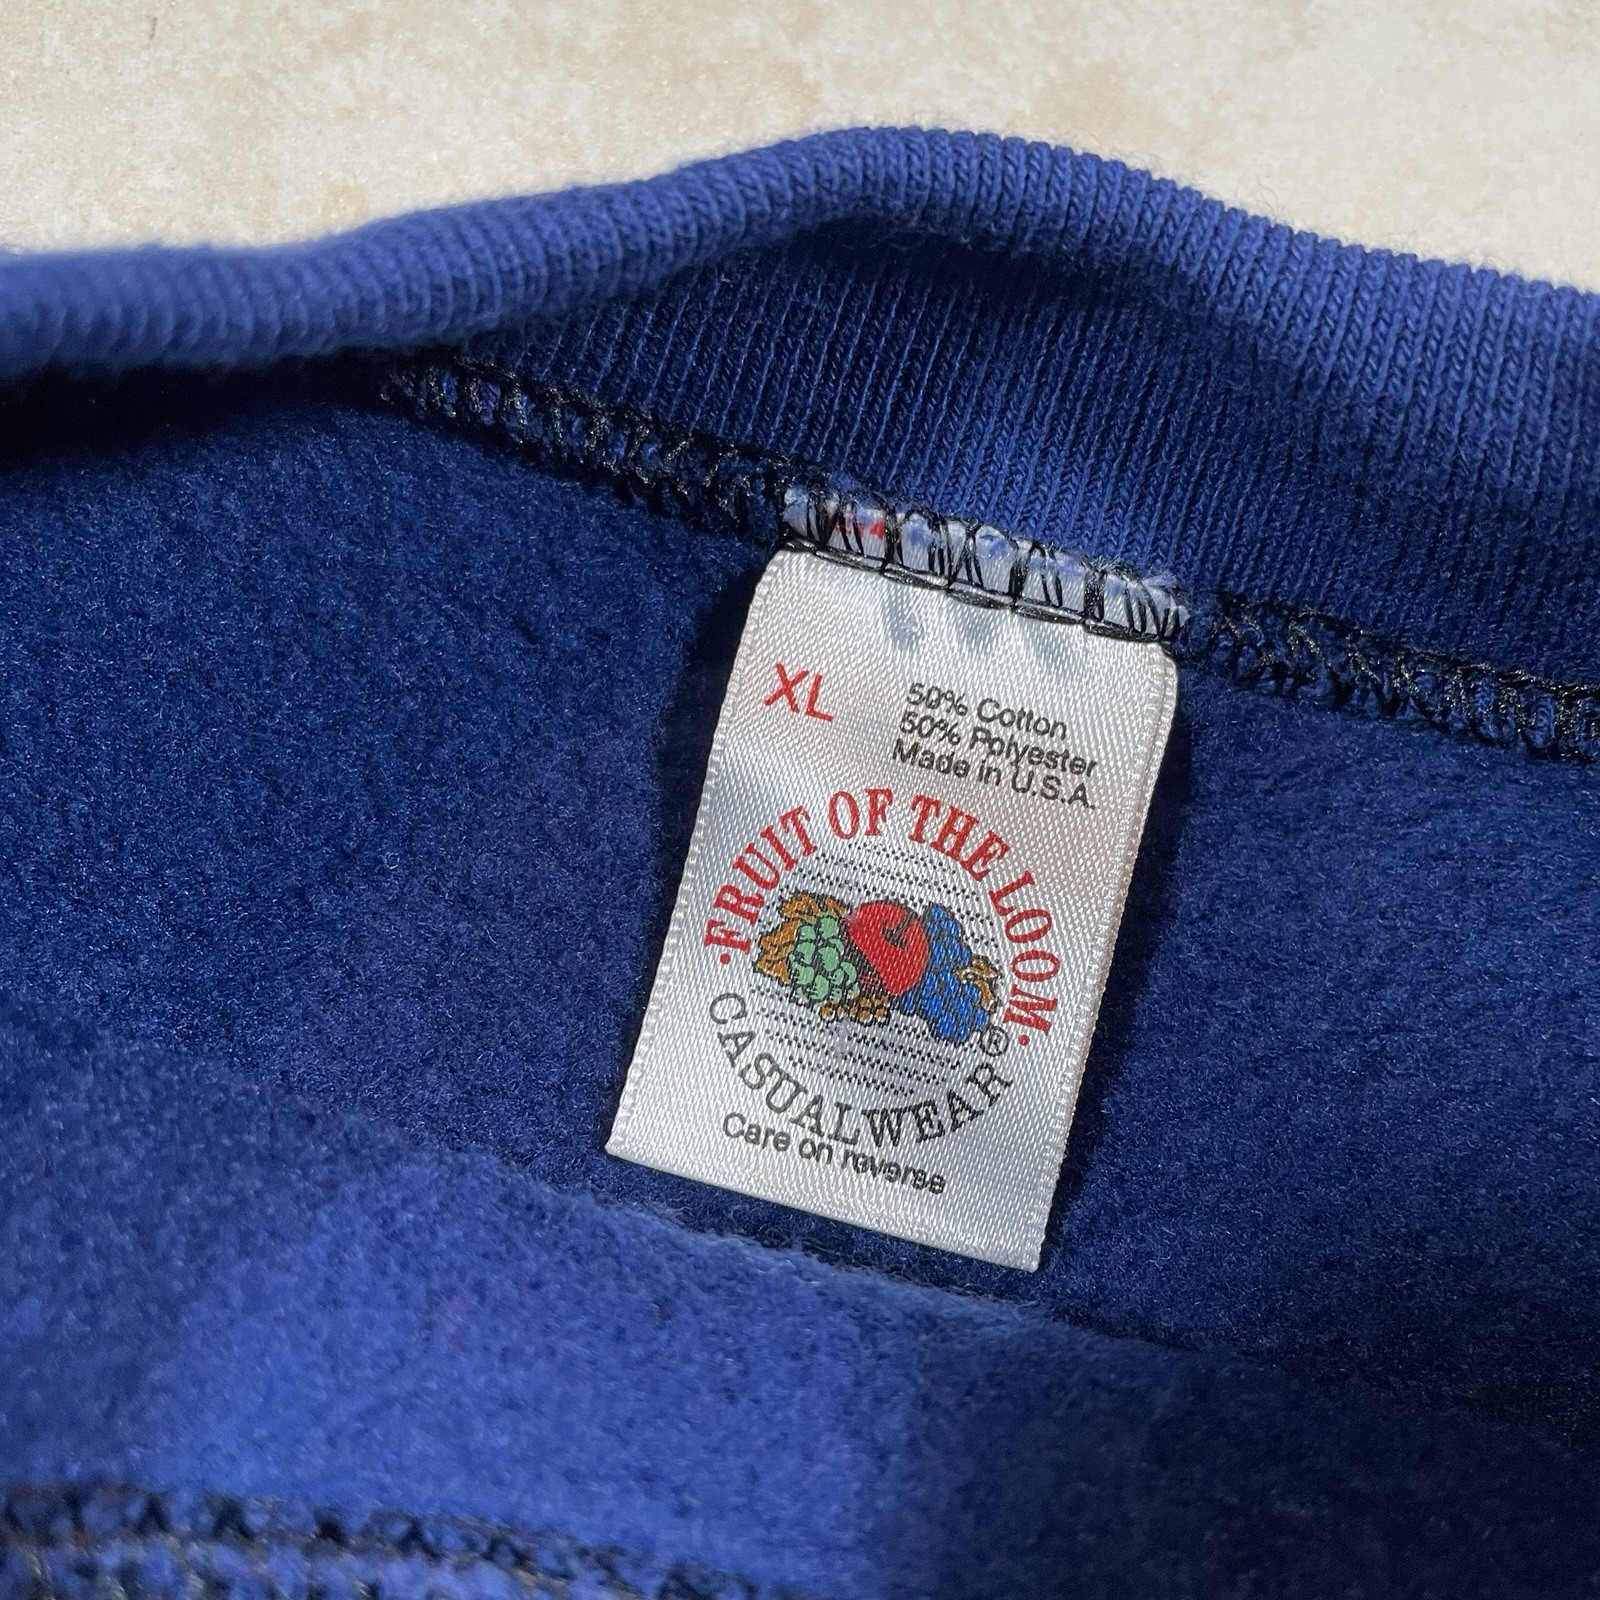 XL
50% Cotton
50% Polyester
Made in U.S.A.
·FRUIT OF THE LOOM·
®
CASUALWEAR
Care on reverse